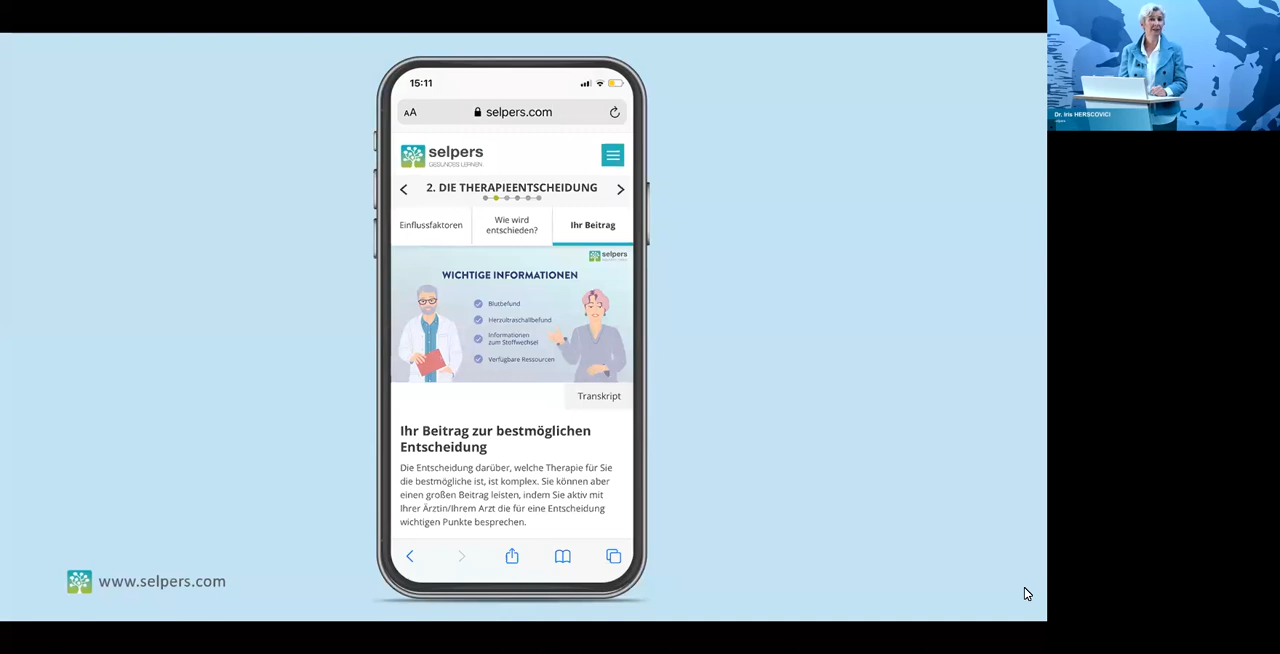 15:11
AA
selpers.com
selpers
GESUNDES LERNEN
2. DIE THERAPIEENTSCHEIDUNG
Einflussfaktoren
Wie wird
entschieden?
Ihr Beitrag
selpers
WICHTIGE INFORMATIONEN
Blutbefund
Herzultraschallbefund
Informationen
zum Stoffwechsel
Verfügbare Ressourcen
Transkript
Ihr Beitrag zur bestmöglichen
Entscheidung
Die Entscheidung darüber, welche Therapie für Sie
die bestmögliche ist, ist komplex. Sie können aber
einen großen Beitrag leisten, indem Sie aktiv mit
Ihrer Ärztin/Ihrem Arzt die für eine Entscheidung
wichtigen Punkte besprechen.
www.selpers.com
Dr. Iris HERSCOVICI